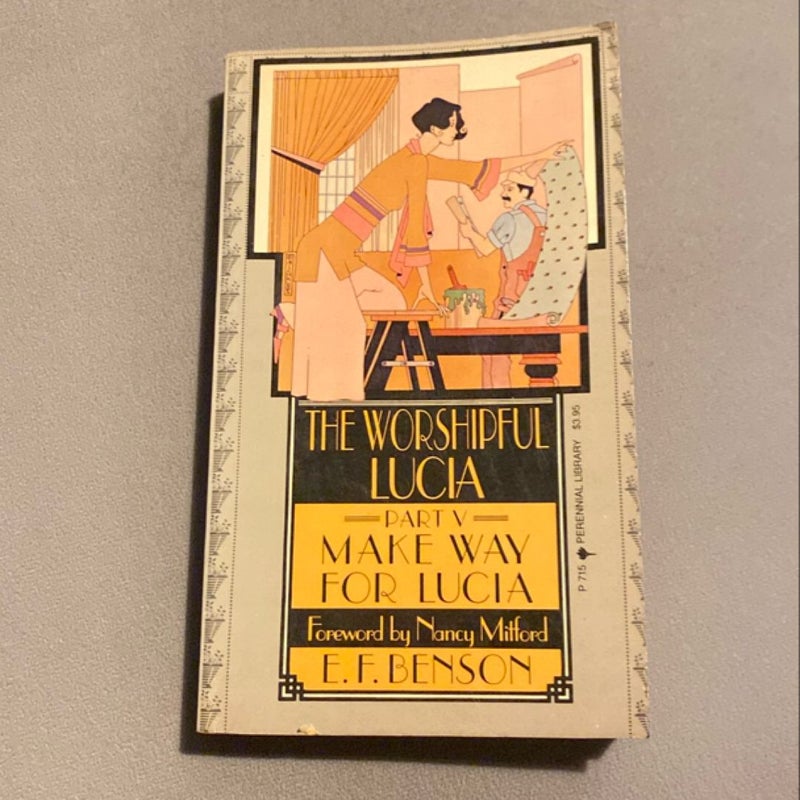 THE WORSHIPFUL
LUCIA
PART V
MAKE WAY
FOR LUCIA
Foreword by Nancy Mitford
E. F. BENSON
P 715 PERENNIAL LIBRARY $3.95